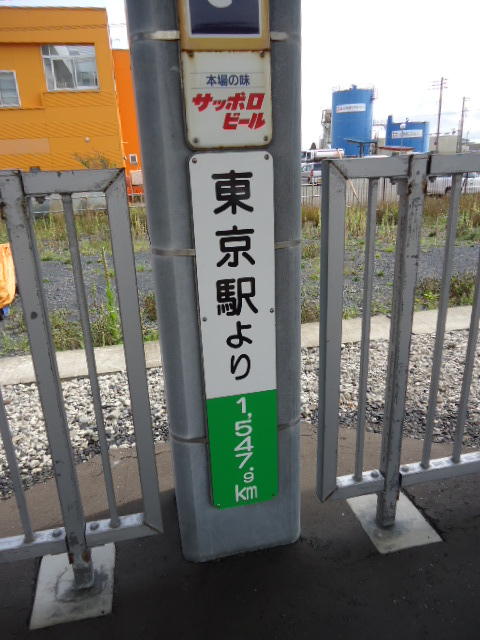 本場の味
サッポロ
ビール
東京駅より
1,547.9
km